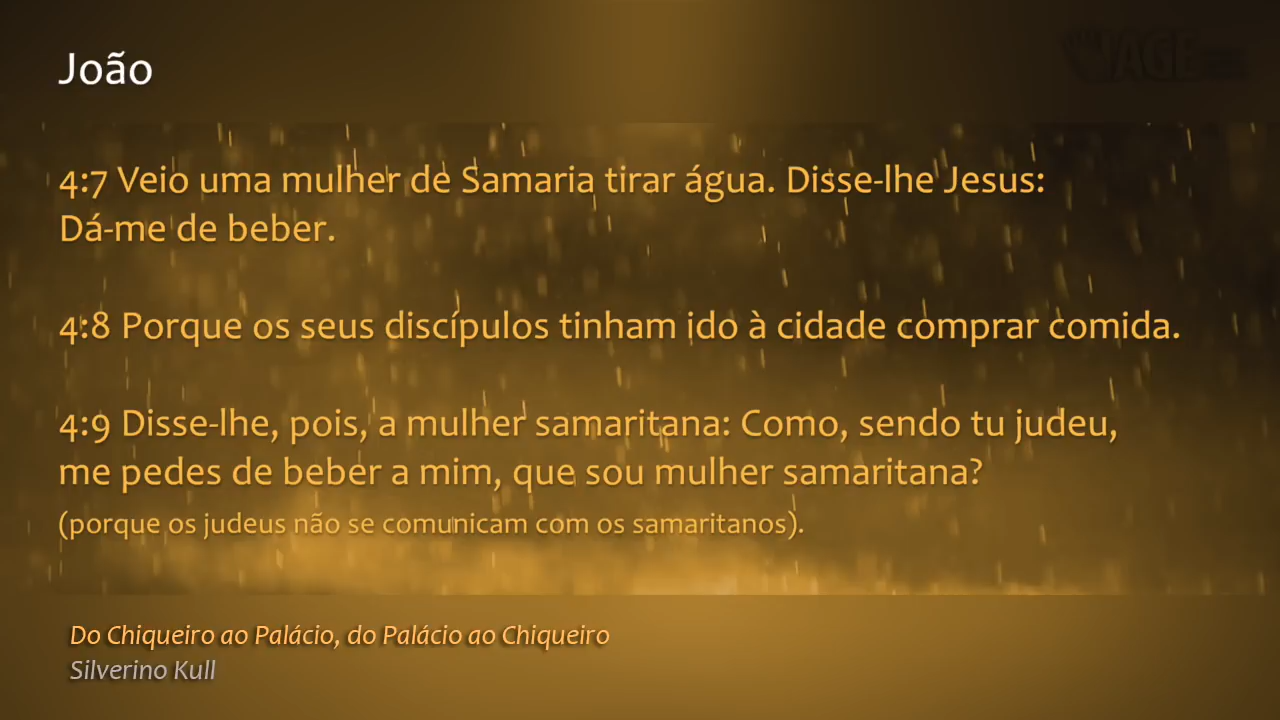 João
4:7 Veio uma mulher de Samaria tirar água. Disse-lhe Jesus:
Dá-me de beber.
4:8 Porque os seus discípulos tinham ido à cidade comprar comida.
4:9 Disse-lhe, pois, a mulher samaritana: Como, sendo tu judeu,
me pedes de beber a mim, que sou mulher samaritana?
(porque os judeus não se comunicam com os samaritanos).
Do Chiqueiro ao Palácio, do Palácio ao Chiqueiro
Silverino Kull